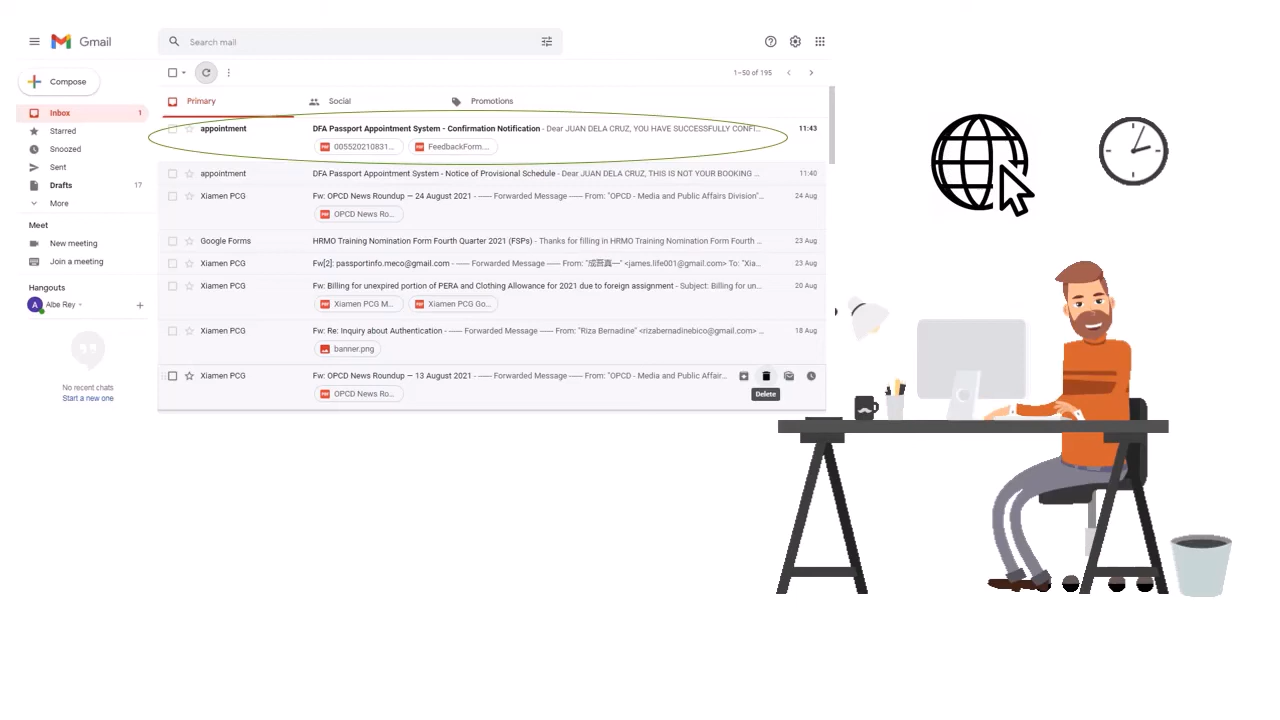 Gmail
Search mail
Compose
1–50 of 195
Inbox 1
Starred
Snoozed
Sent
Drafts 17
More
Meet
New meeting
Join a meeting
Hangouts
Albe Rey
No recent chats
Start a new one
Primary Social Promotions
appointment DFA Passport Appointment System - Confirmation Notification - Dear JUAN DELA CRUZ, YOU HAVE SUCCESSFULLY CONFI... 11:43
PDF 005520210831... PDF FeedbackForm....
appointment DFA Passport Appointment System - Notice of Provisional Schedule - Dear JUAN DELA CRUZ, THIS IS NOT YOUR BOOKING ... 11:40
Xiamen PCG Fw: OPCD News Roundup — 24 August 2021 - ----- Forwarded Message ----- From: "OPCD - Media and Public Affairs Division"... 24 Aug
PDF OPCD News Ro...
Google Forms HRMO Training Nomination Form Fourth Quarter 2021 (FSPs) - Thanks for filling in HRMO Training Nomination Form Fourth ... 23 Aug
Xiamen PCG Fw[2]: passportinfo.meco@gmail.com - ----- Forwarded Message ----- From: <james.life001@gmail.com> To: "Xia... 23 Aug
Xiamen PCG Fw: Billing for unexpired portion of PERA and Clothing Allowance for 2021 due to foreign assignment - Subject: Billing for un... 20 Aug
PDF Xiamen PCG M... PDF Xiamen PCG Go...
Xiamen PCG Fw: Re: Inquiry about Authentication - ----- Forwarded Message ----- From: "Riza Bernadine" <rizabernadinebico@gmail.com> ... 18 Aug
banner.png
Xiamen PCG Fw: OPCD News Roundup — 13 August 2021 - ----- Forwarded Message ----- From: "OPCD - Media and Public Affair...
PDF OPCD News Ro...
Delete